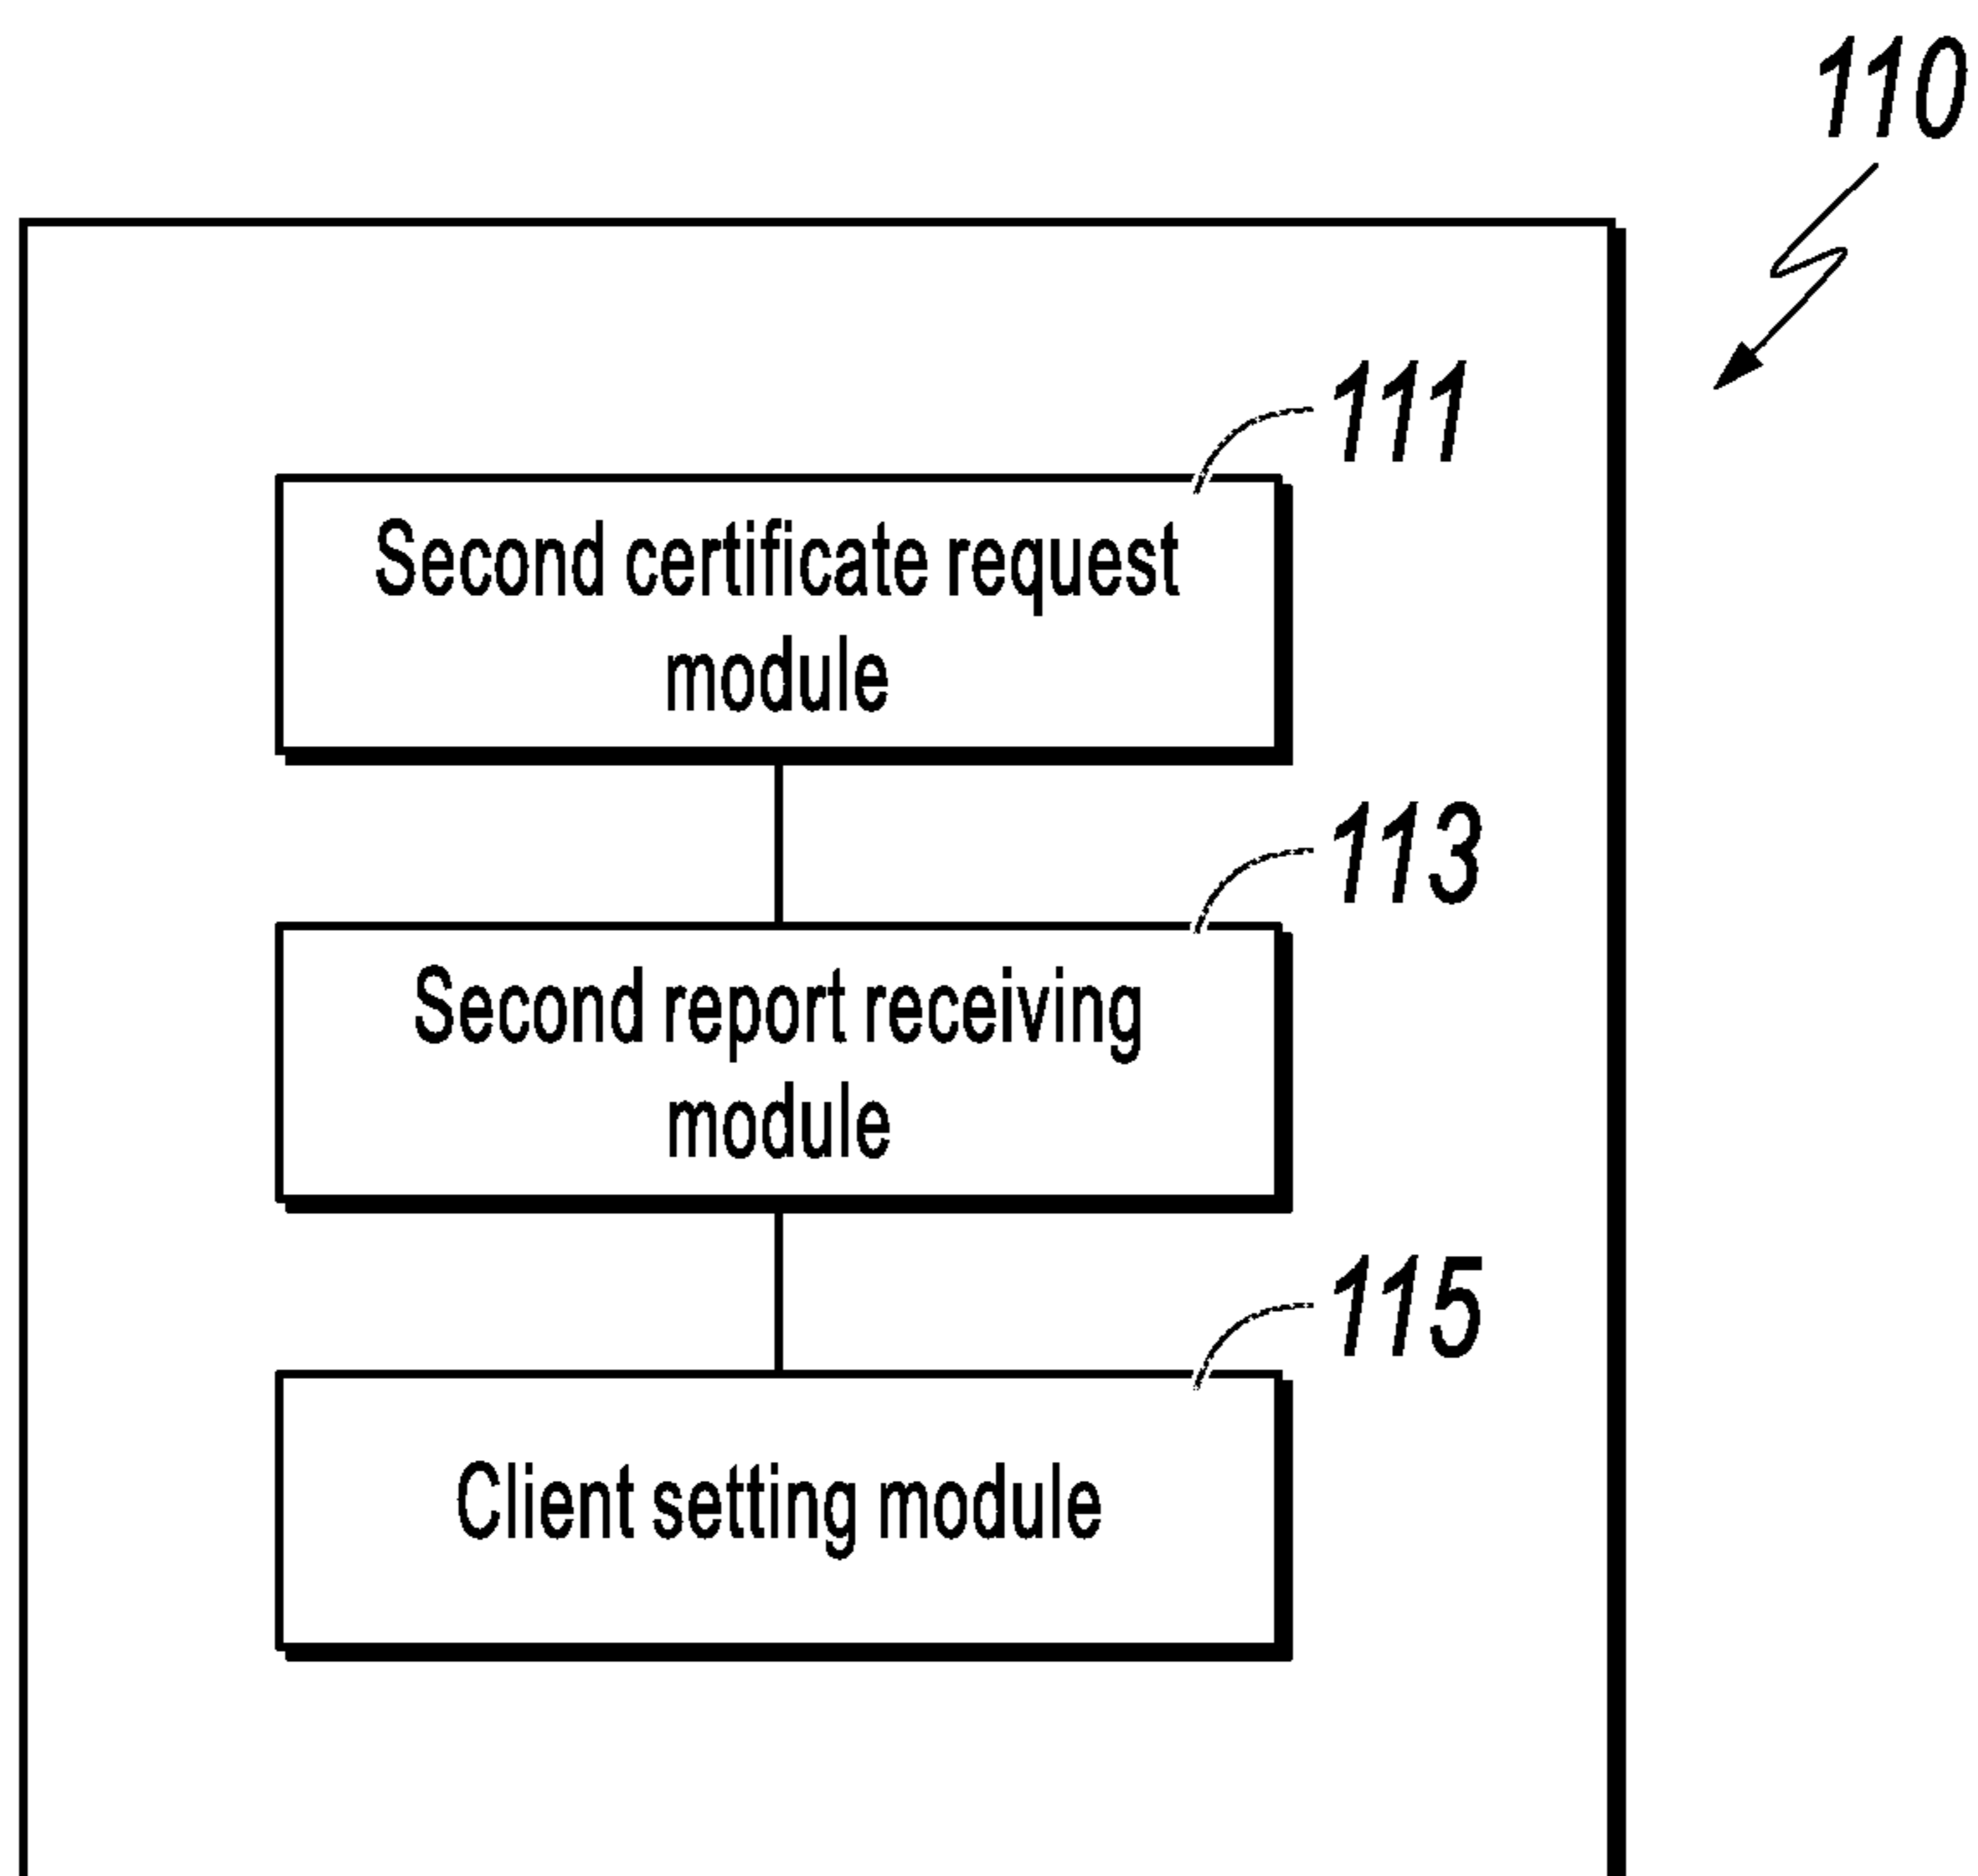 110
111
Second certificate request
module
113
Second report receiving
module
115
Client setting module